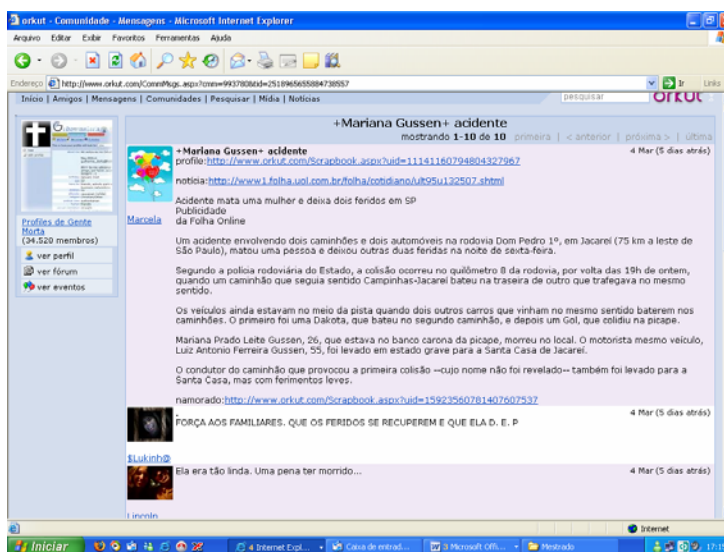 orkut - Comunidade - Mensagens - Microsoft Internet Explorer
Arquivo Editar Exibir Favoritos Ferramentas Ajuda
Endereço http://www.orkut.com/CommMsgs.aspx?cmm=993780&tid=2518965655884738557 Ir Links
Início | Amigos | Mensagens | Comunidades | Pesquisar | Mídia | Notícias pesquisar orkut
+Mariana Gussen+ acidente
mostrando 1-10 de 10 primeira | < anterior | próxima > | última
Profiles de Gente
Morta
(34.520 membros)
ver perfil
ver fórum
ver eventos
Marcela
+Mariana Gussen+ acidente 4 Mar (5 dias atrás)
profile:http://www.orkut.com/Scrapbook.aspx?uid=11141160794804327967
notícia:http://www1.folha.uol.com.br/folha/cotidiano/ult95u132507.shtml
Acidente mata uma mulher e deixa dois feridos em SP
Publicidade
da Folha Online
Um acidente envolvendo dois caminhões e dois automóveis na rodovia Dom Pedro 1º, em Jacareí (75 km a leste de
São Paulo), matou uma pessoa e deixou outras duas feridas na noite de sexta-feira.
Segundo a polícia rodoviária do Estado, a colisão ocorreu no quilômetro 8 da rodovia, por volta das 19h de ontem,
quando um caminhão que seguia sentido Campinhas-Jacareí bateu na traseira de outro que trafegava no mesmo
sentido.
Os veículos ainda estavam no meio da pista quando dois outros carros que vinham no mesmo sentido baterem nos
caminhões. O primeiro foi uma Dakota, que bateu no segundo caminhão, e depois um Gol, que colidiu na picape.
Mariana Prado Leite Gussen, 26, que estava no banco carona da picape, morreu no local. O motorista mesmo veículo,
Luiz Antonio Ferreira Gussen, 55, foi levado em estado grave para a Santa Casa de Jacareí.
O condutor do caminhão que provocou a primeira colisão --cujo nome não foi revelado-- também foi levado para a
Santa Casa, mas com ferimentos leves.
namorado:http://www.orkut.com/Scrapbook.aspx?uid=15923560781407607537
. 4 Mar (5 dias atrás)
FORÇA AOS FAMILIARES. QUE OS FERIDOS SE RECUPEREM E QUE ELA D. E. P
$Lukinh@
Ela era tão linda. Uma pena ter morrido... 4 Mar (5 dias atrás)
Lincoln
Internet
Iniciar 4 Internet Expl... Caixa de entrad... 3 Microsoft Offi... Mestrado